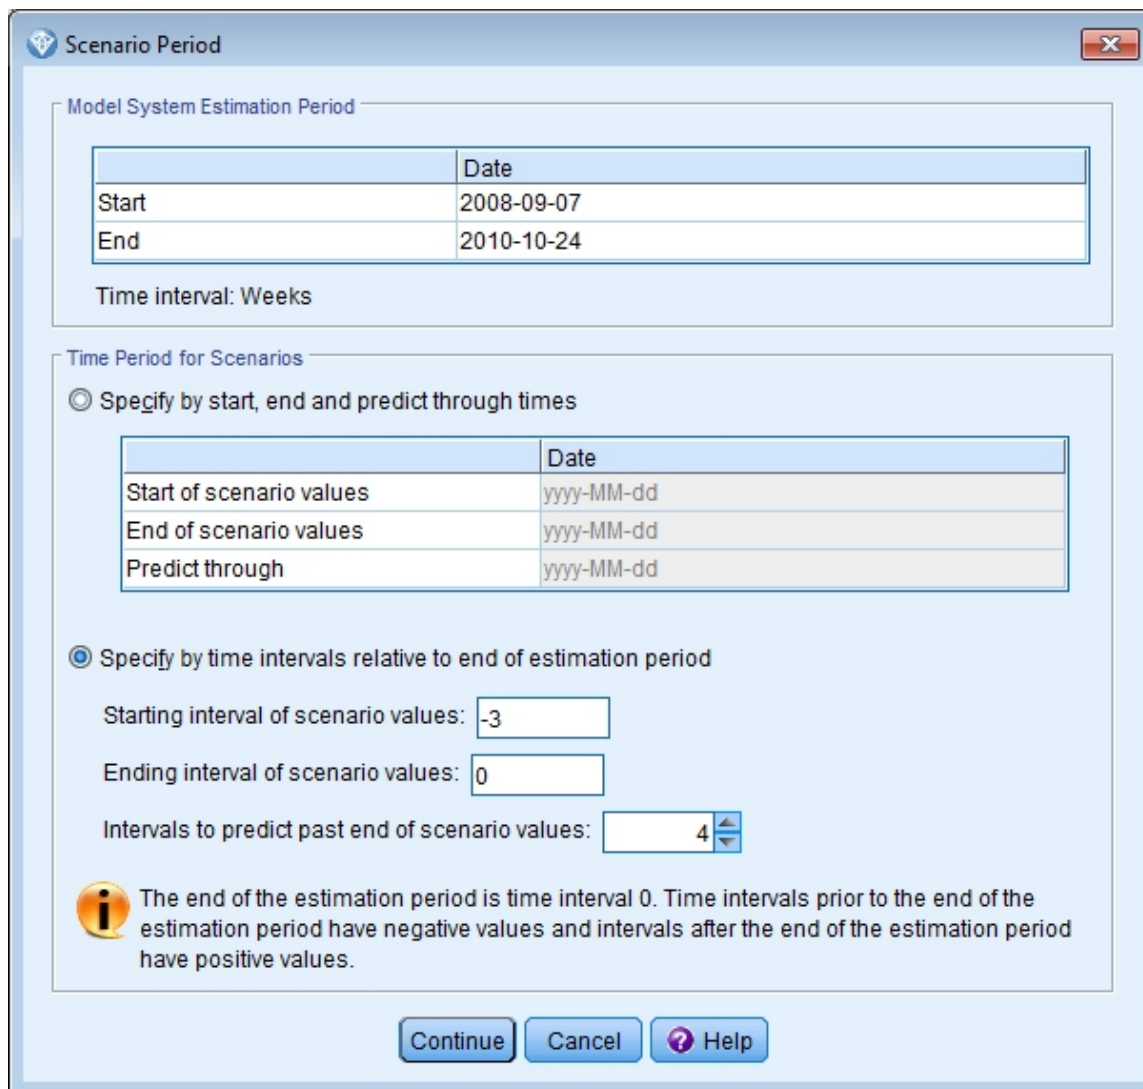 Scenario Period
Model System Estimation Period
Date
Start 2008-09-07
End 2010-10-24
Time interval: Weeks
Time Period for Scenarios
Specify by start, end and predict through times
Date
Start of scenario values yyyy-MM-dd
End of scenario values yyyy-MM-dd
Predict through yyyy-MM-dd
Specify by time intervals relative to end of estimation period
Starting interval of scenario values: -3
Ending interval of scenario values: 0
Intervals to predict past end of scenario values: 4
The end of the estimation period is time interval 0. Time intervals prior to the end of the
estimation period have negative values and intervals after the end of the estimation period
have positive values.
Continue Cancel Help